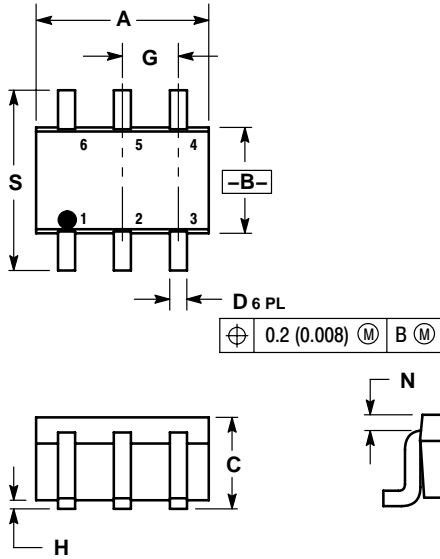 A
G
6 5 4
S
–B–
1 2 3
D 6 PL
⌖ 0.2 (0.008) Ⓜ B Ⓜ
N
C
H